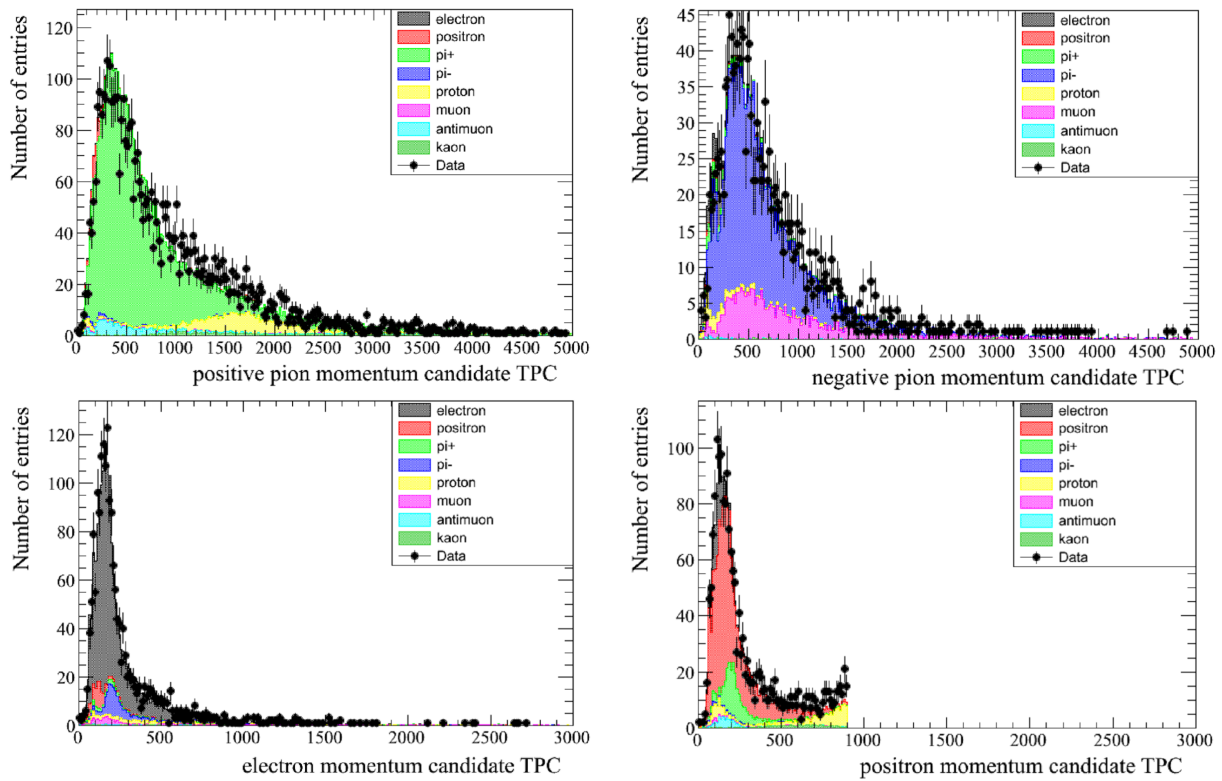 Number of entries
120
100
80
60
40
20
0
0 500 1000 1500 2000 2500 3000 3500 4000 4500 5000
positive pion momentum candidate TPC
electron
positron
pi+
pi-
proton
muon
antimuon
kaon
Data
Number of entries
45
40
35
30
25
20
15
10
5
0
0 500 1000 1500 2000 2500 3000 3500 4000 4500 5000
negative pion momentum candidate TPC
electron
positron
pi+
pi-
proton
muon
antimuon
kaon
Data
Number of entries
120
100
80
60
40
20
0
0 500 1000 1500 2000 2500 3000
electron momentum candidate TPC
electron
positron
pi+
pi-
proton
muon
antimuon
kaon
Data
Number of entries
100
80
60
40
20
0
0 500 1000 1500 2000 2500 3000
positron momentum candidate TPC
electron
positron
pi+
pi-
proton
muon
antimuon
kaon
Data